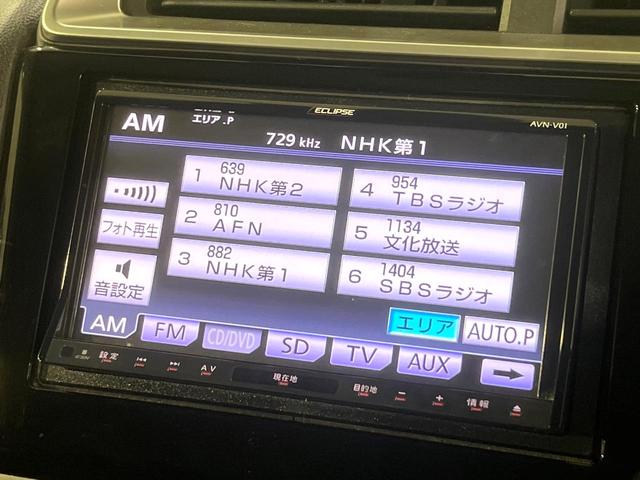 ECLIPSE
AVN-V01
AM
エリア.P
729 kHz NHK第1
1 639 NHK第2
2 810 AFN
3 882 NHK第1
4 954 TBSラジオ
5 1134 文化放送
6 1404 SBSラジオ
フォト再生
音設定
エリア
AUTO.P
AM
FM
CD/DVD
SD
TV
AUX
設定
AV
現在地
目的地
−
+
情報